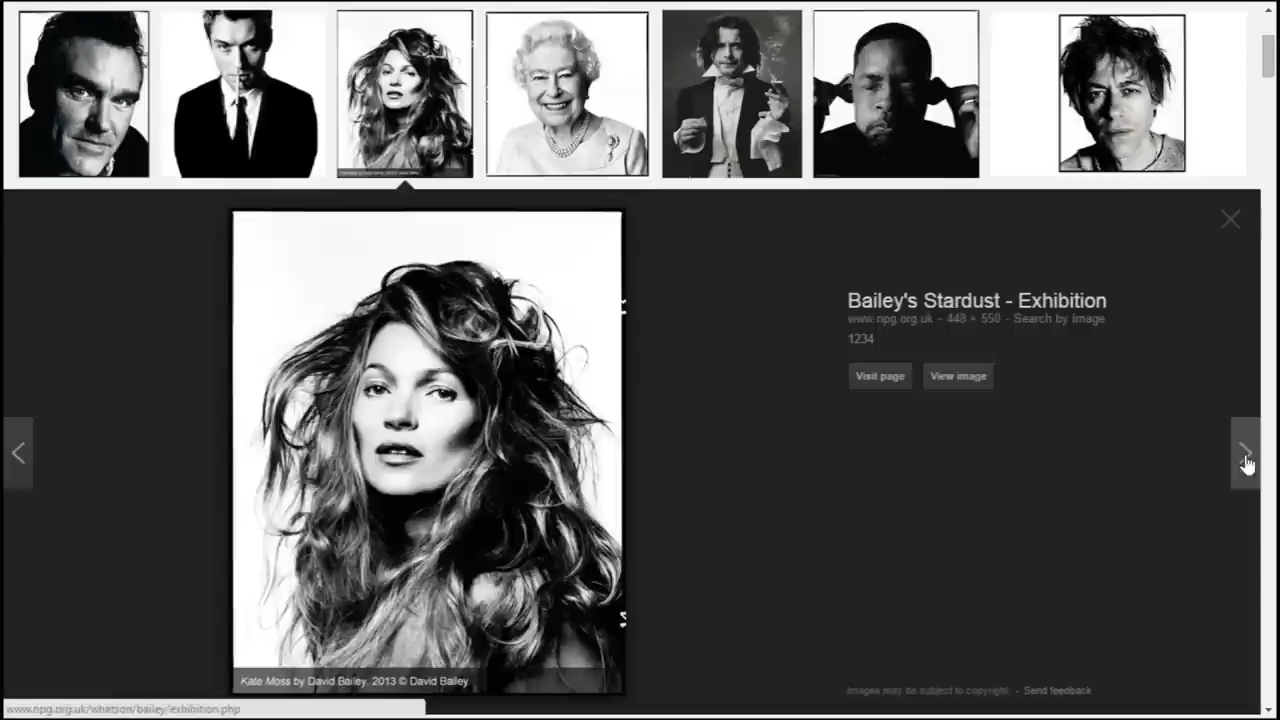 Bailey's Stardust - Exhibition
www.npg.org.uk - 448 × 550 - Search by image
1234
Visit page
View image
Kate Moss by David Bailey, 2013 © David Bailey
Images may be subject to copyright. - Send feedback
www.npg.org.uk/whatson/bailey/exhibition.php